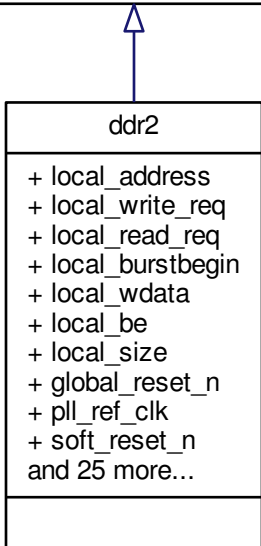 ddr2
+ local_address
+ local_write_req
+ local_read_req
+ local_burstbegin
+ local_wdata
+ local_be
+ local_size
+ global_reset_n
+ pll_ref_clk
+ soft_reset_n
and 25 more...